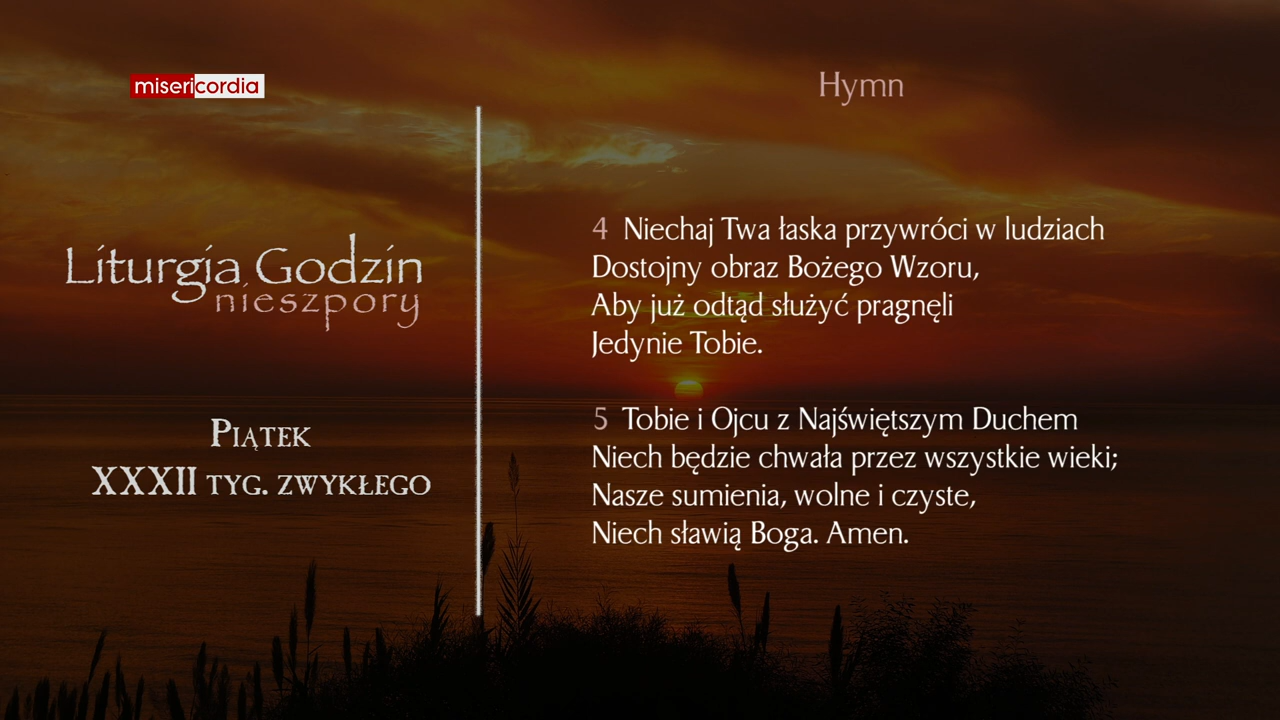 misericordia
Liturgia Godzin
nieszpory
Piątek
XXXII tyg. zwykłego
Hymn
4 Niechaj Twa łaska przywróci w ludziach
Dostojny obraz Bożego Wzoru,
Aby już odtąd służyć pragnęli
Jedynie Tobie.
5 Tobie i Ojcu z Najświętszym Duchem
Niech będzie chwała przez wszystkie wieki;
Nasze sumienia, wolne i czyste,
Niech sławią Boga. Amen.